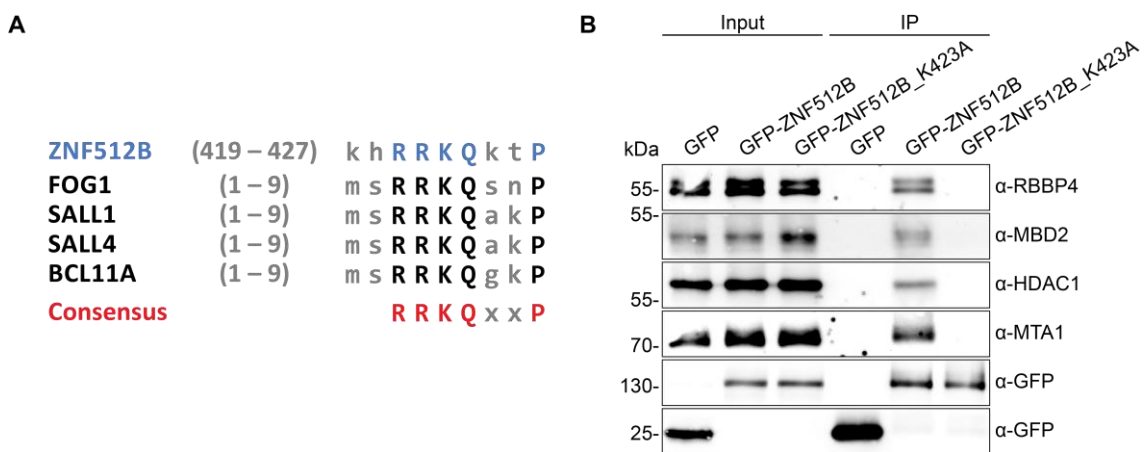 A
ZNF512B (419 – 427) k h R R K Q k t P
FOG1 (1 – 9) m s R R K Q s n P
SALL1 (1 – 9) m s R R K Q a k P
SALL4 (1 – 9) m s R R K Q a k P
BCL11A (1 – 9) m s R R K Q g k P
Consensus R R K Q x x P
B
Input IP
kDa GFP GFP-ZNF512B GFP-ZNF512B_K423A GFP GFP-ZNF512B GFP-ZNF512B_K423A
55- α-RBBP4
55-
α-MBD2
α-HDAC1
55-
α-MTA1
70-
130- α-GFP
25- α-GFP